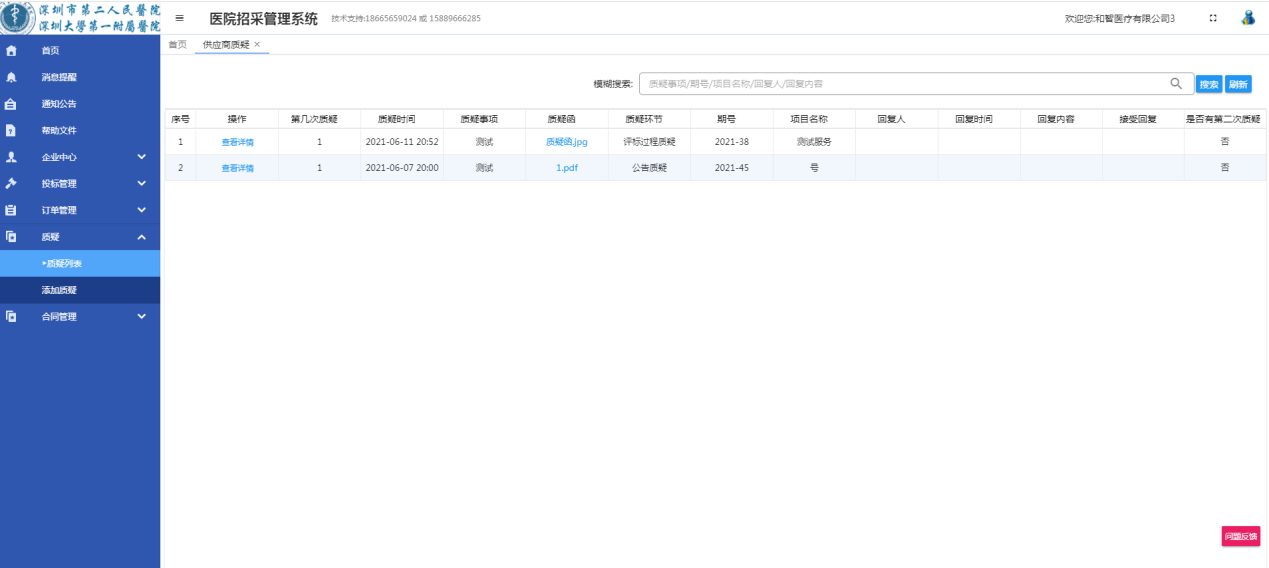 深圳市第二人民醫院
深圳大學第一附屬醫院
医院招采管理系统 技术支持:18665659024 或 15889666285 欢迎您:和智医疗有限公司3
首页 供应商质疑 ×
首页
消息提醒
通知公告
帮助文件
企业中心
投标管理
订单管理
质疑
质疑列表
添加质疑
合同管理
模糊搜索: 质疑事项/期号/项目名称/回复人/回复内容 搜索 刷新
序号 操作 第几次质疑 质疑时间 质疑事项 质疑函 质疑环节 期号 项目名称 回复人 回复时间 回复内容 接受回复 是否有第二次质疑
1 查看详情 1 2021-06-11 20:52 测试 质疑函.jpg 评标过程质疑 2021-38 测试服务 否
2 查看详情 1 2021-06-07 20:00 测试 1.pdf 公告质疑 2021-45 号 否
问题反馈